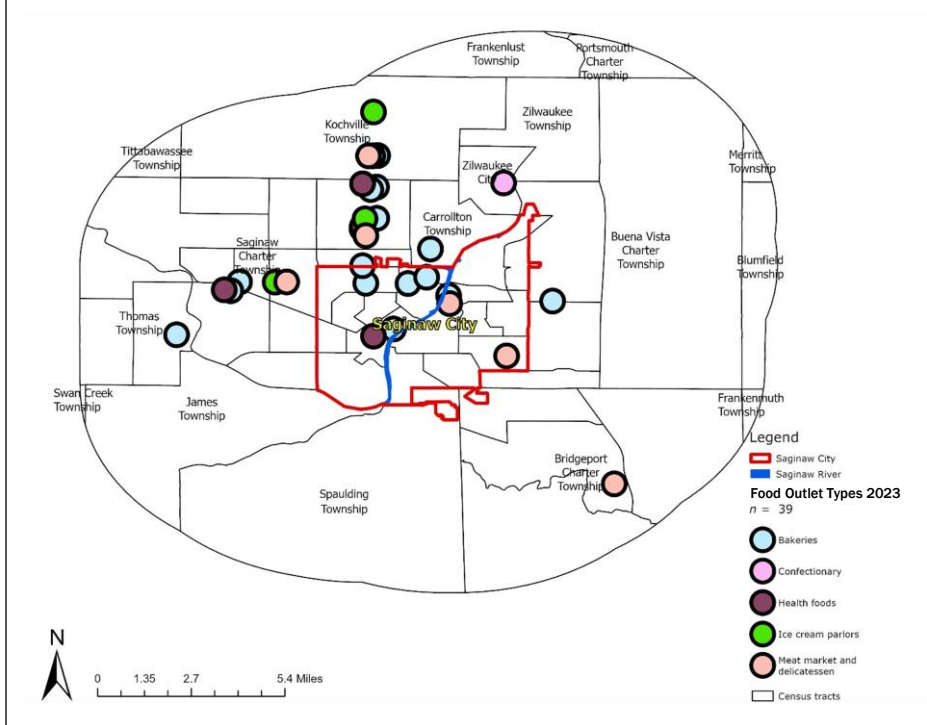 Frankenlust
Township
Portsmouth
Charter
Township
Kochville
Township
Zilwaukee
Township
Tittabawassee
Township
Zilwaukee
City
Merritt
Township
Carrollton
Township
Saginaw
Charter
Township
Buena Vista
Charter
Township
Blumfield
Township
Thomas
Township
Saginaw City
Swan Creek
Township
James
Township
Frankenmuth
Township
Bridgeport
Charter
Township
Spaulding
Township
Legend
Saginaw City
Saginaw River
Food Outlet Types 2023
n = 39
Bakeries
Confectionary
Health foods
Ice cream parlors
Meat market and
delicatessen
Census tracts
N
0 1.35 2.7 5.4 Miles